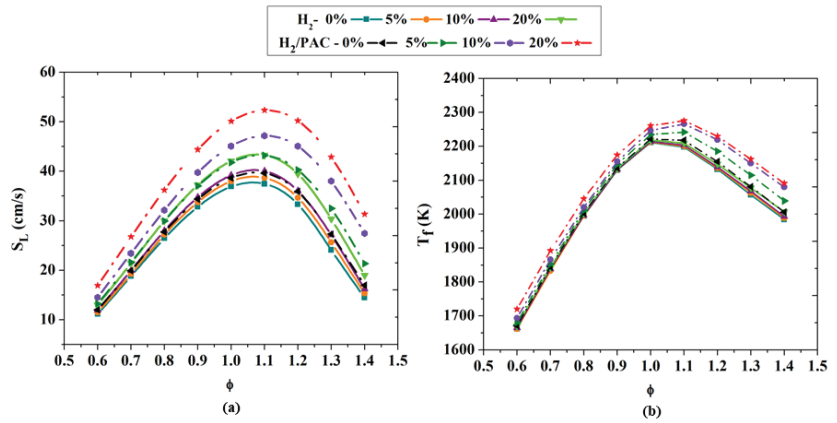 H₂- 0% 5% 10% 20%
H₂/PAC - 0% 5% 10% 20%
60
50
40
30
20
10
S_L (cm/s)
0.5 0.6 0.7 0.8 0.9 1.0 1.1 1.2 1.3 1.4 1.5
ϕ
(a)
2400
2300
2200
2100
2000
1900
1800
1700
1600
T_f (K)
0.5 0.6 0.7 0.8 0.9 1.0 1.1 1.2 1.3 1.4 1.5
ϕ
(b)